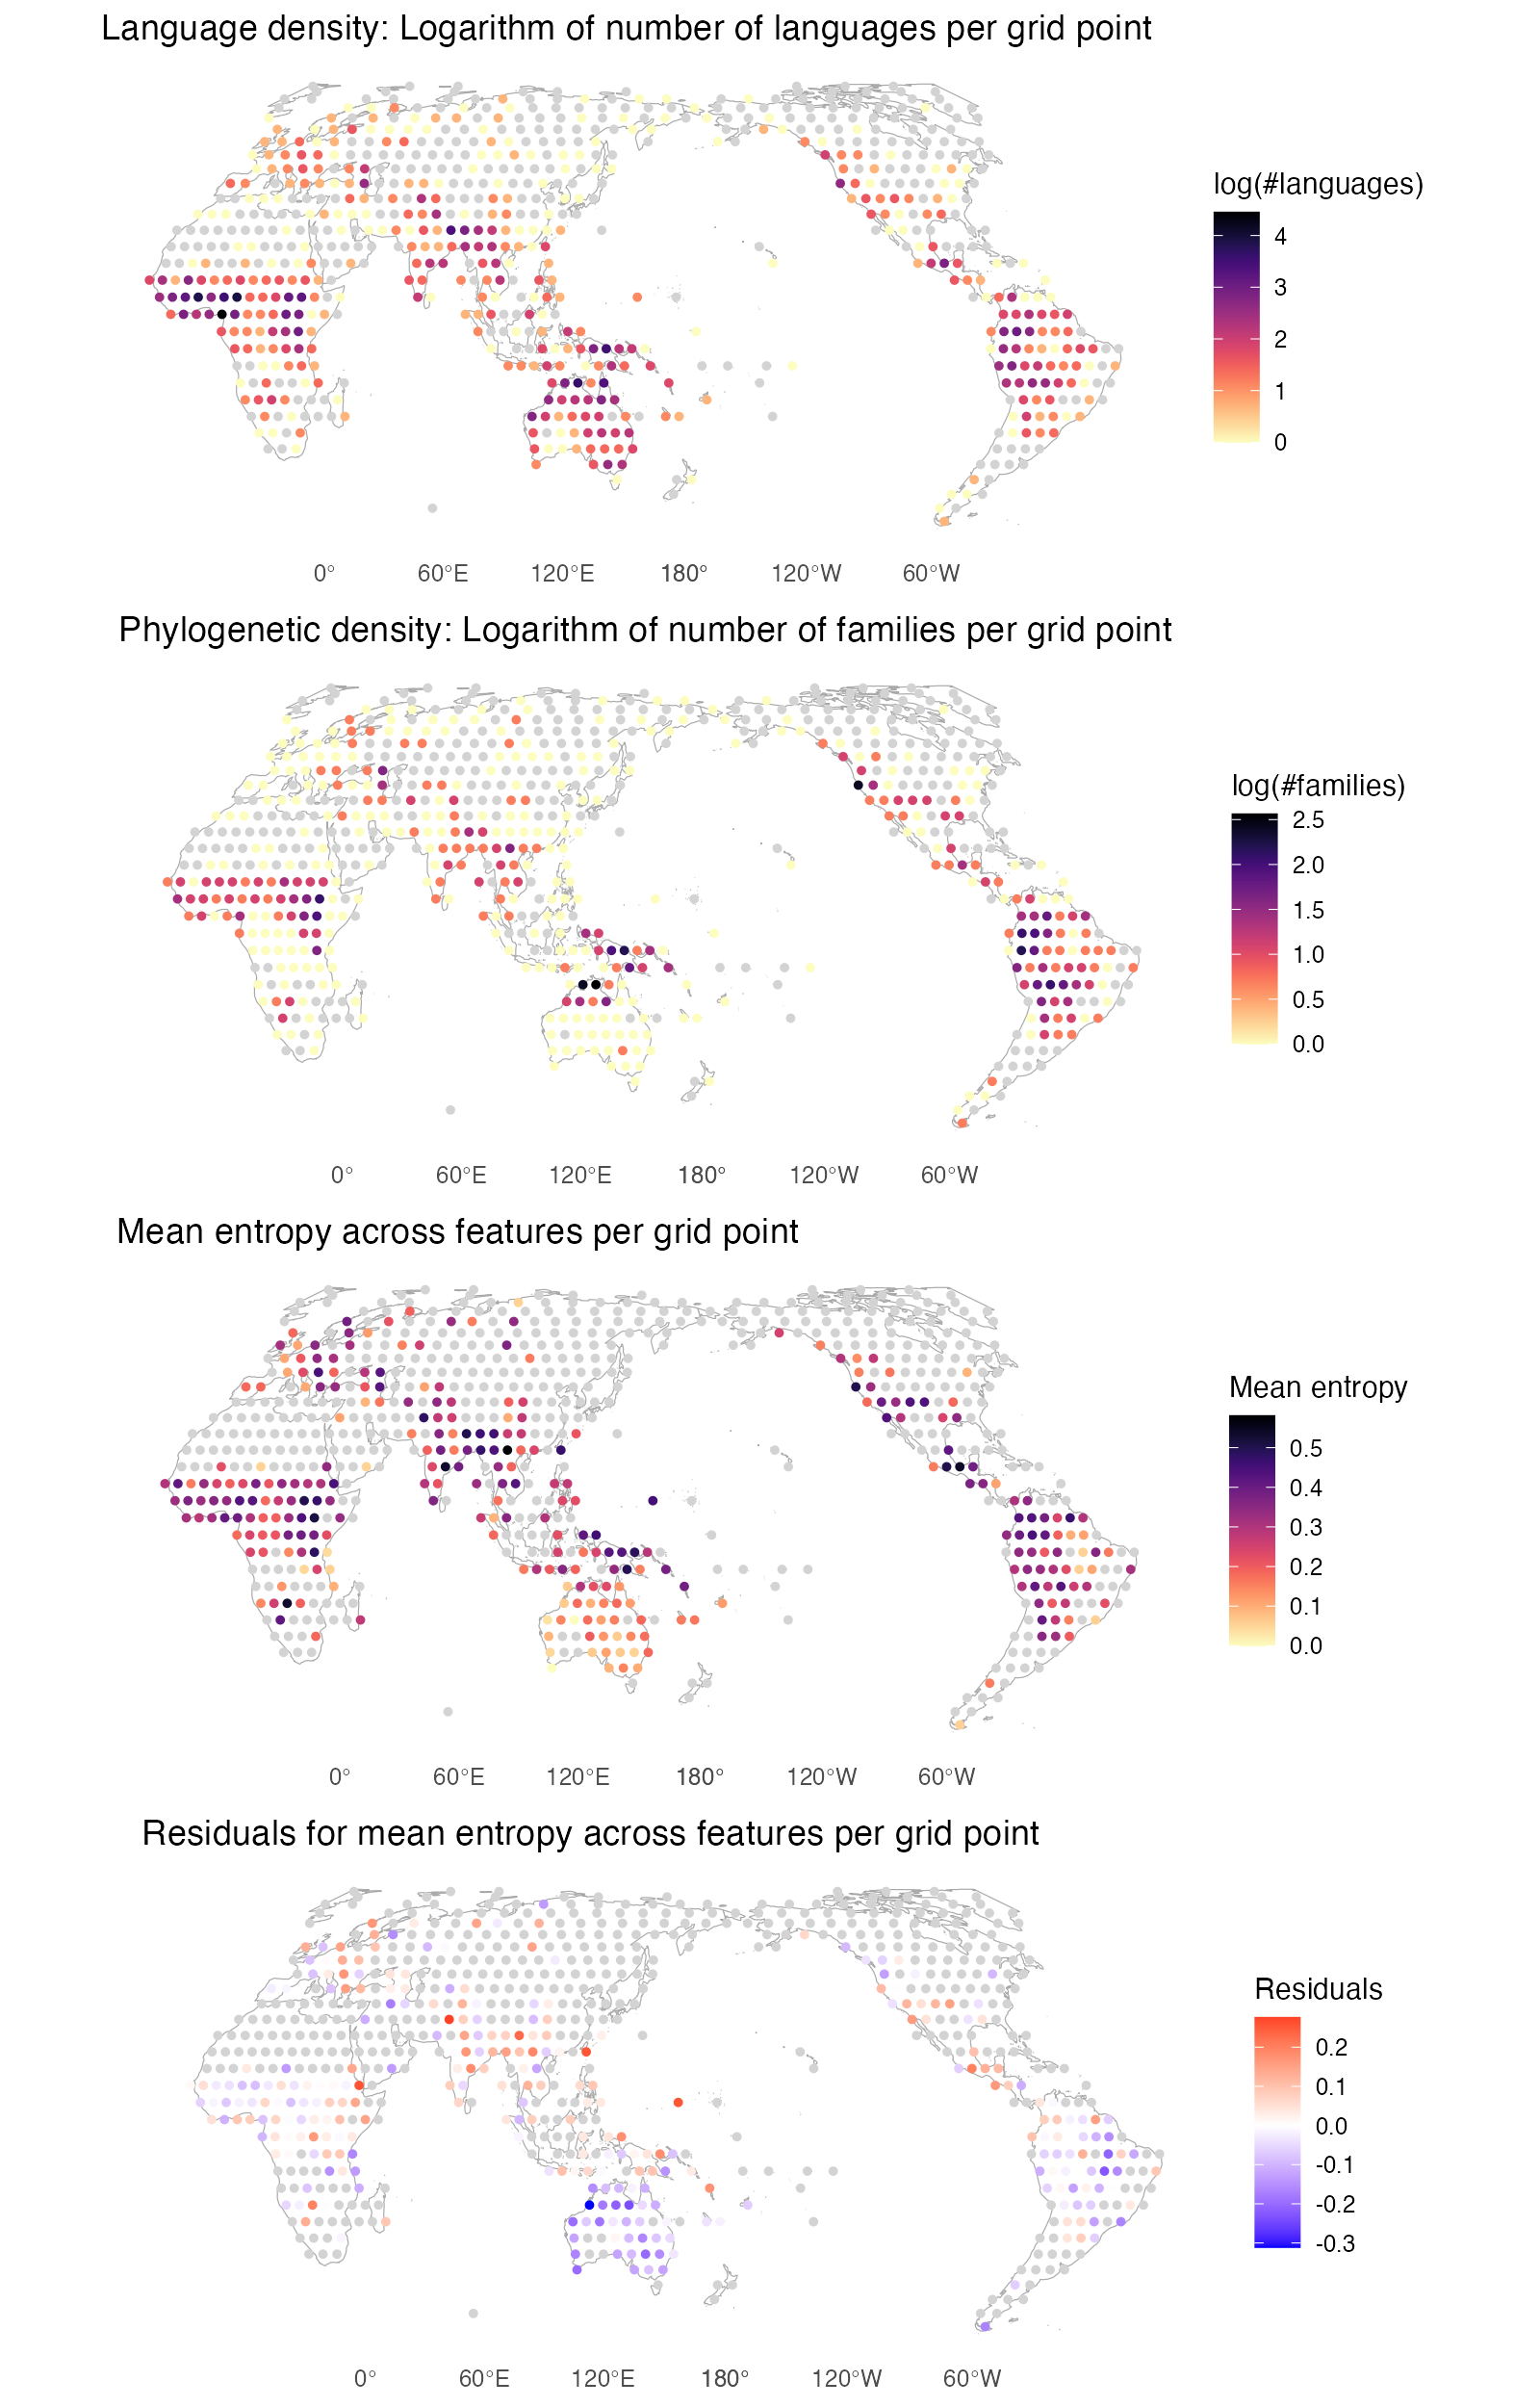 Language density: Logarithm of number of languages per grid point
log(#languages)
4
3
2
1
0
0° 60°E 120°E 180° 120°W 60°W
Phylogenetic density: Logarithm of number of families per grid point
log(#families)
2.5
2.0
1.5
1.0
0.5
0.0
0° 60°E 120°E 180° 120°W 60°W
Mean entropy across features per grid point
Mean entropy
0.5
0.4
0.3
0.2
0.1
0.0
0° 60°E 120°E 180° 120°W 60°W
Residuals for mean entropy across features per grid point
Residuals
0.2
0.1
0.0
-0.1
-0.2
-0.3
0° 60°E 120°E 180° 120°W 60°W